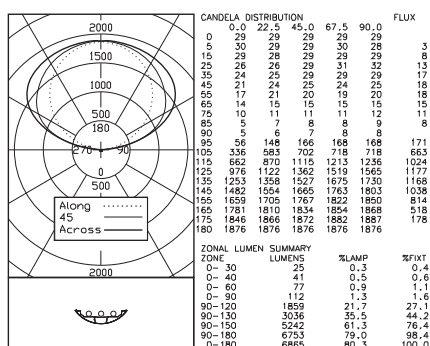 2000
1500
1000
500
180
270
90
0
500
Along
45
Across
2000
CANDELA DISTRIBUTION FLUX
0.0 22.5 45.0 67.5 90.0
0 29 29 29 29 29
5 30 29 29 30 28 3
15 29 28 29 29 29 8
25 26 26 29 31 32 13
35 24 25 29 29 29 17
45 21 24 25 24 25 18
55 17 21 20 19 20 18
65 14 15 15 15 15 15
75 10 11 11 11 12 11
85 5 7 8 8 9 8
90 5 6 7 8 8
95 56 148 166 168 168 171
105 336 583 702 718 718 663
115 662 870 1115 1213 1236 1024
125 976 1122 1362 1519 1565 1177
135 1253 1358 1527 1675 1730 1168
145 1482 1554 1665 1763 1803 1038
155 1659 1705 1767 1822 1850 814
165 1781 1810 1834 1854 1868 518
175 1846 1866 1872 1882 1887 178
180 1876 1876 1876 1876 1876
ZONAL LUMEN SUMMARY
ZONE LUMENS %LAMP %FIXT
0- 30 25 0.3 0.4
0- 40 41 0.5 0.6
0- 60 77 0.9 1.1
0- 90 112 1.3 1.6
90-120 1859 21.7 27.1
90-130 3036 35.5 44.2
90-150 5242 61.3 76.4
90-180 6753 79.0 98.4
0-180 6865 80.3 100.0